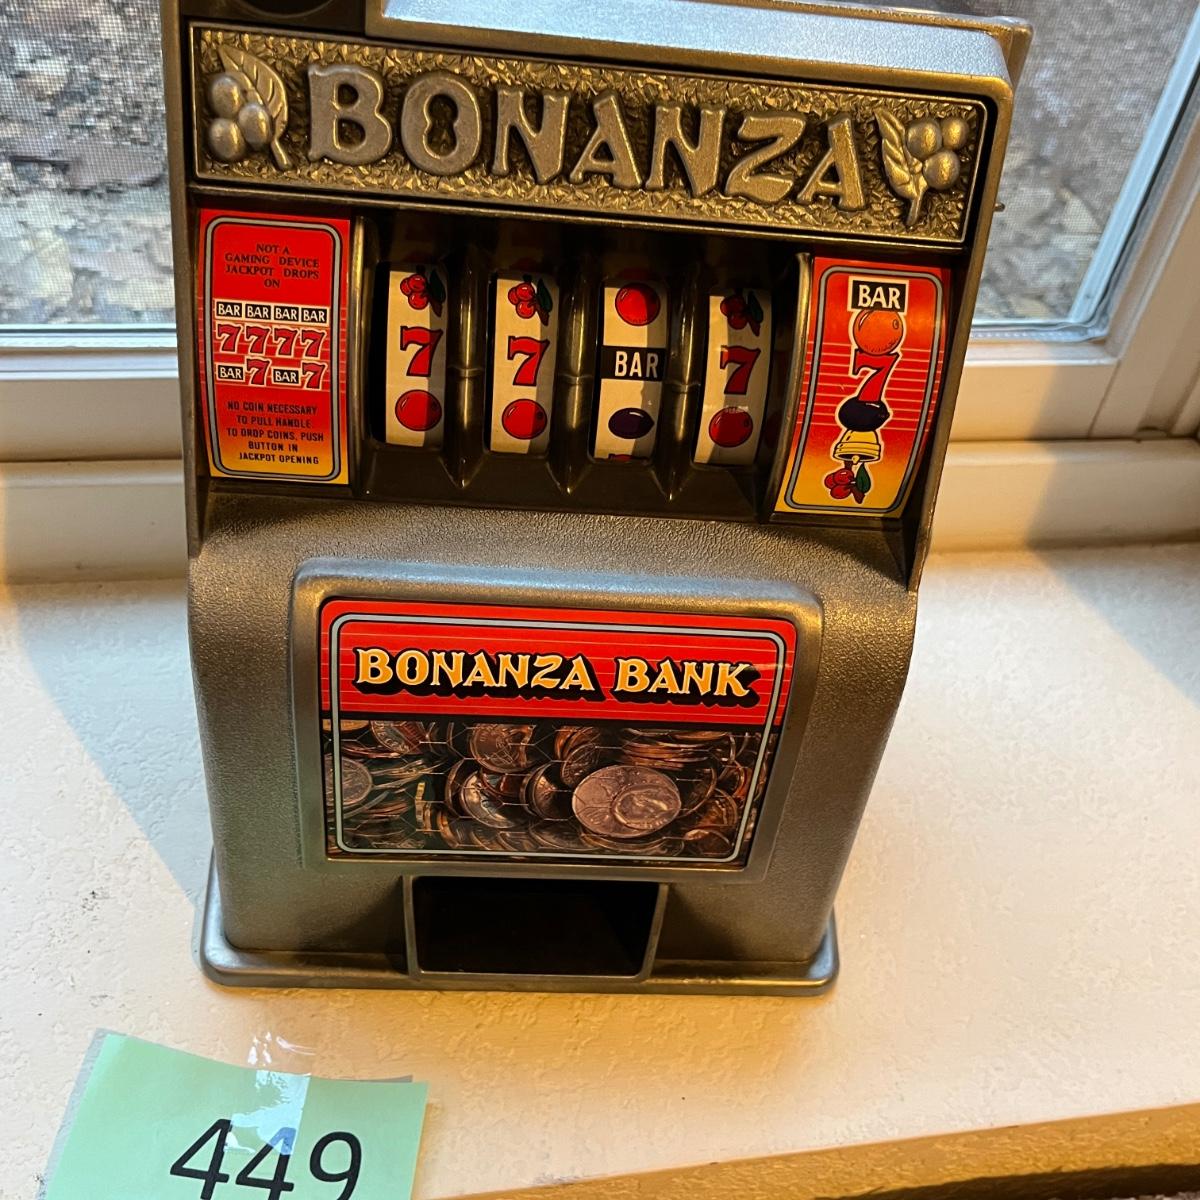 BONANZA
NOT A
GAMING DEVICE
JACKPOT DROPS
ON
BAR BAR BAR BAR
7777
BAR 7 BAR 7
NO COIN NECESSARY
TO PULL HANDLE.
TO DROP COINS, PUSH
BUTTON IN
JACKPOT OPENING
7 7 BAR 7
BAR
7
BONANZA BANK
449